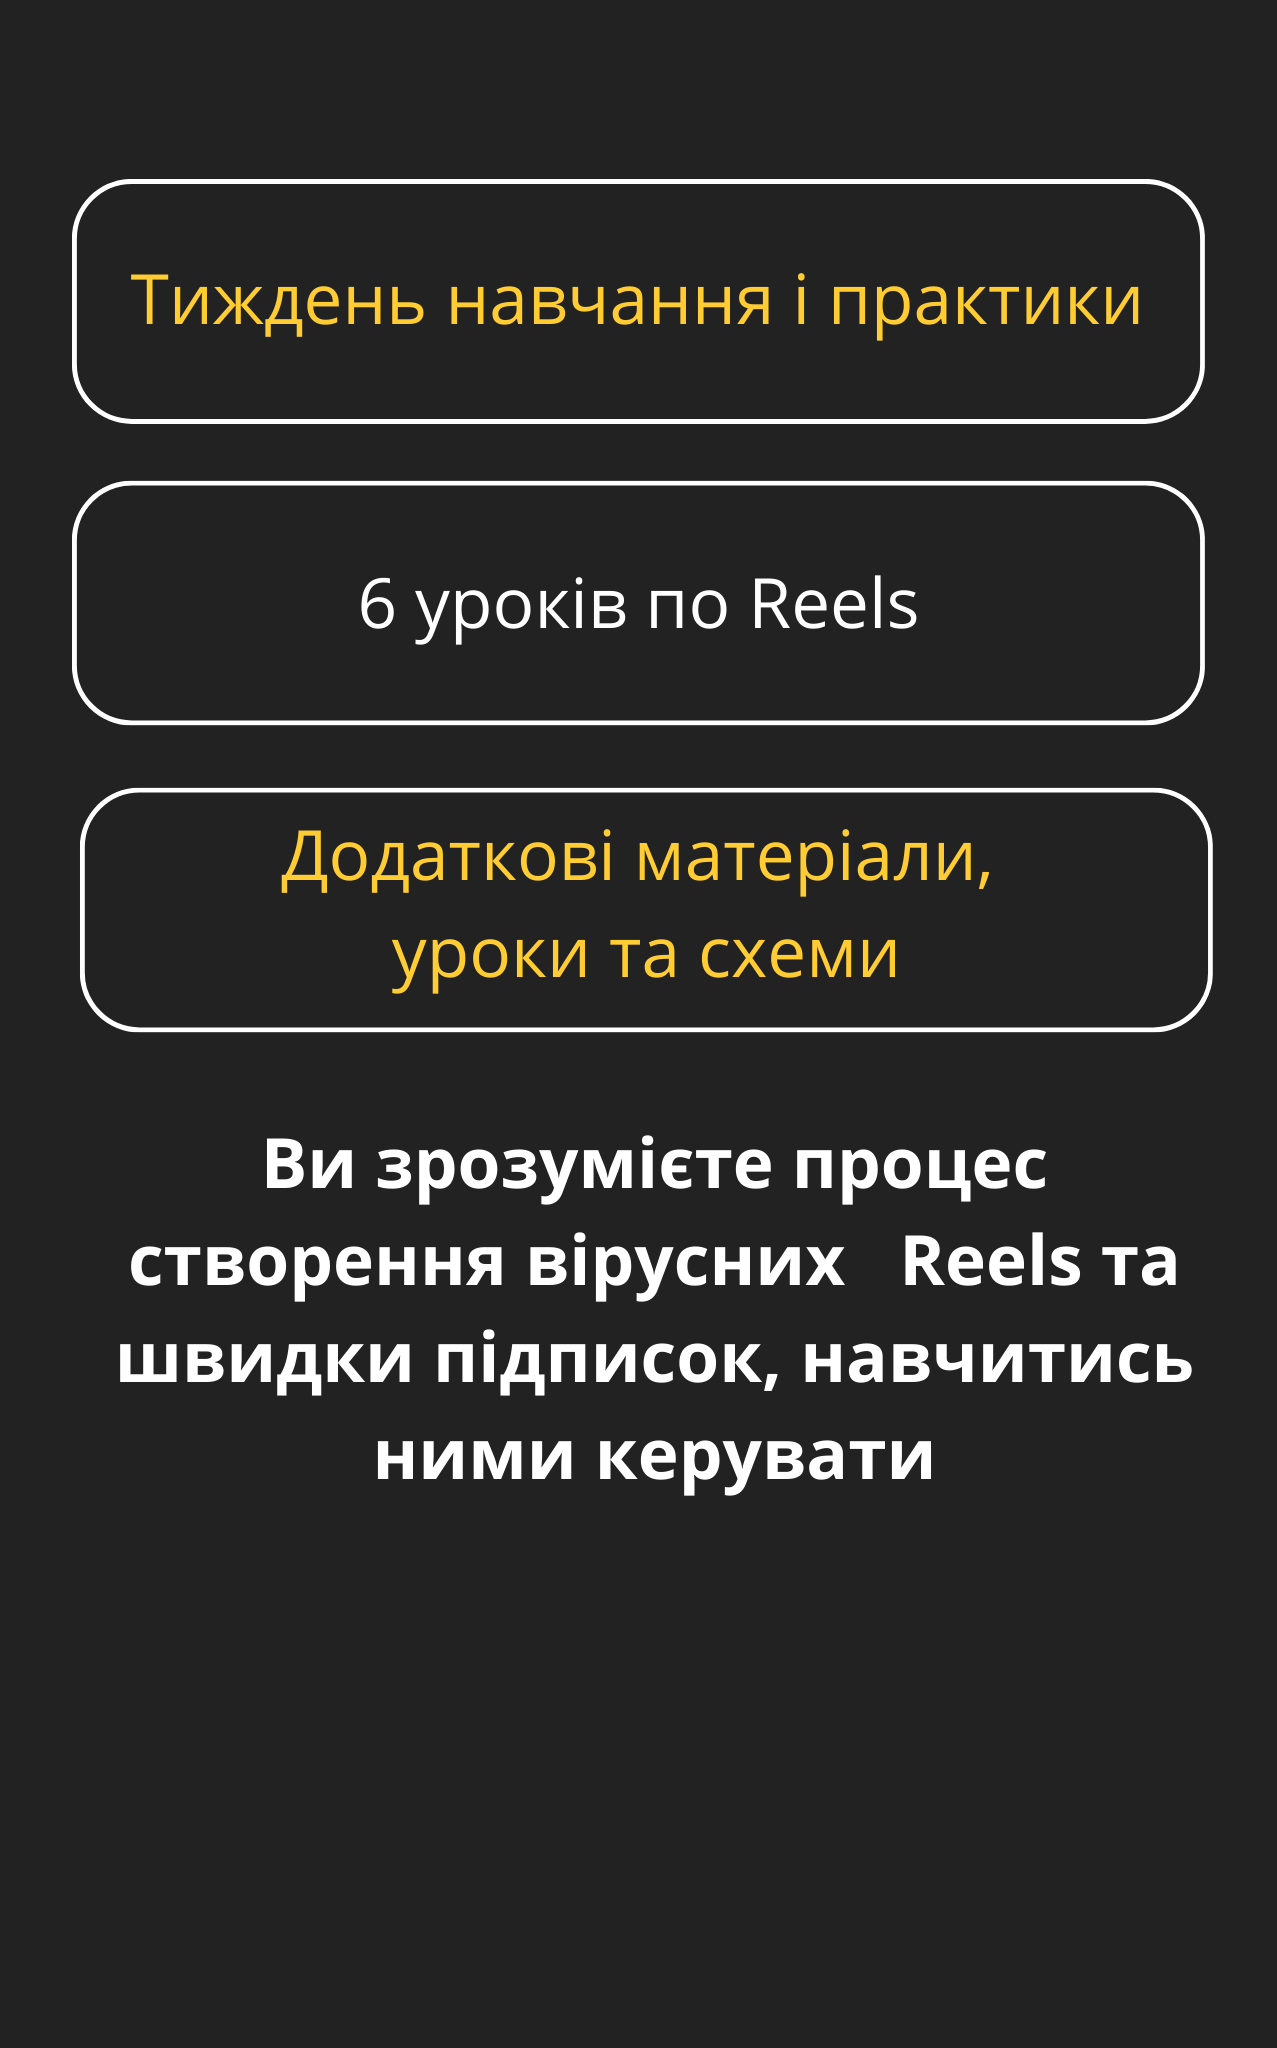 Тиждень навчання і практики
6 уроків по Reels
Додаткові матеріали,
уроки та схеми
Ви зрозумієте процес
створення вірусних Reels та
швидки підписок, навчитись
ними керувати